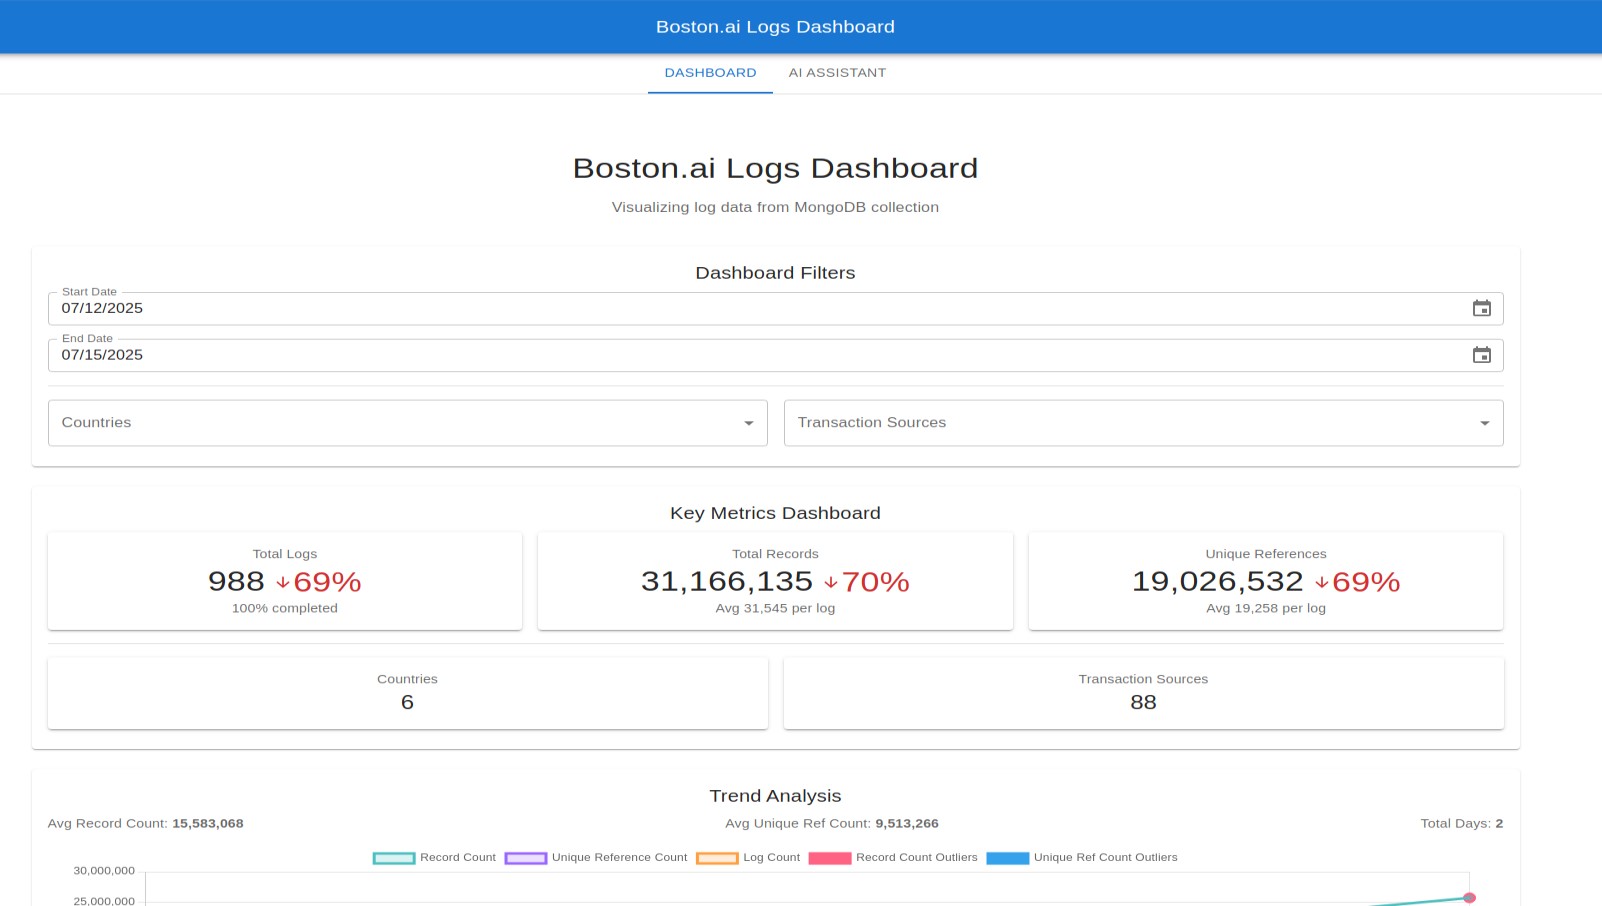 Boston.ai Logs Dashboard
DASHBOARD AI ASSISTANT
Boston.ai Logs Dashboard
Visualizing log data from MongoDB collection
Dashboard Filters
Start Date
07/12/2025
End Date
07/15/2025
Countries Transaction Sources
Key Metrics Dashboard
Total Logs Total Records Unique References
988 ↓69% 31,166,135 ↓70% 19,026,532 ↓69%
100% completed Avg 31,545 per log Avg 19,258 per log
Countries Transaction Sources
6 88
Trend Analysis
Avg Record Count: 15,583,068 Avg Unique Ref Count: 9,513,266 Total Days: 2
Record Count Unique Reference Count Log Count Record Count Outliers Unique Ref Count Outliers
30,000,000
25,000,000